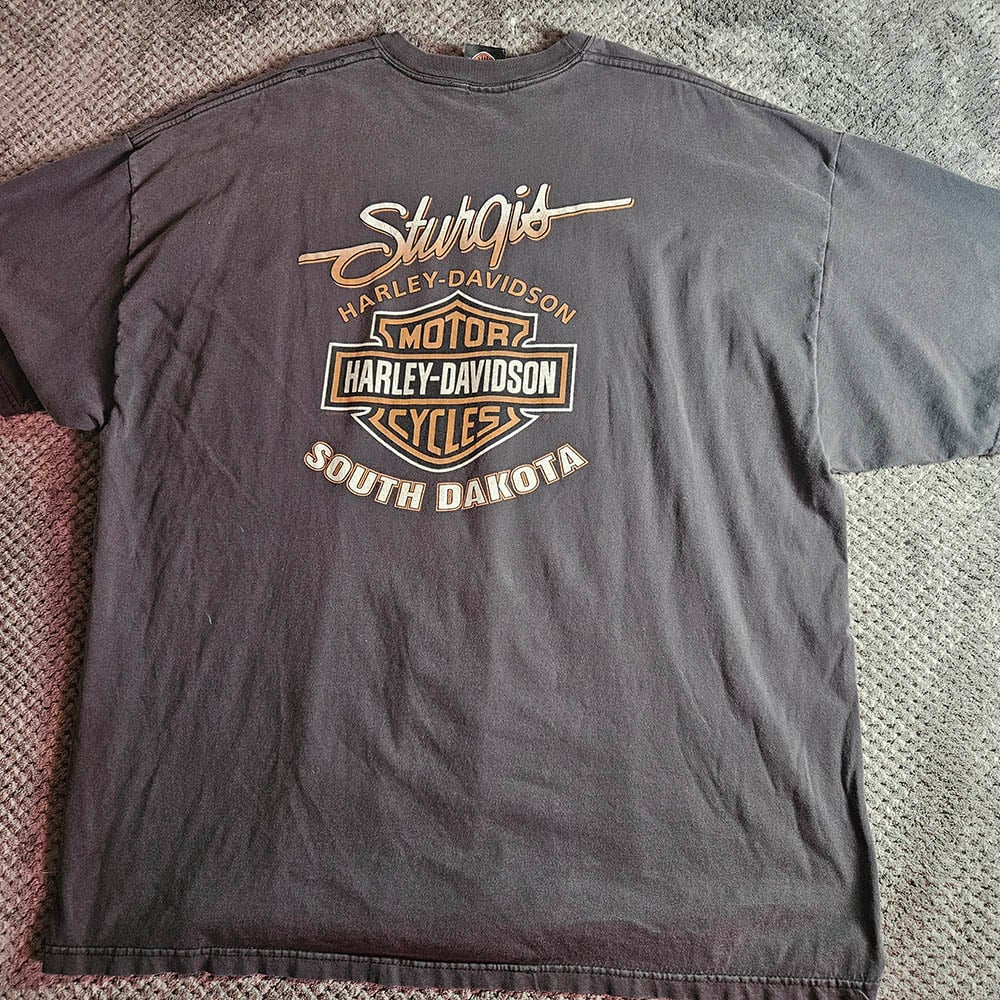 Sturgis
HARLEY-DAVIDSON
MOTOR
HARLEY-DAVIDSON
CYCLES
SOUTH DAKOTA